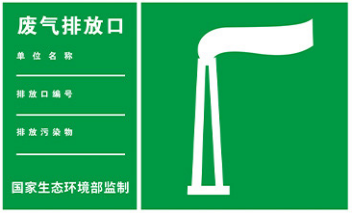 废气排放口
单位名称
排放口编号
排放污染物
国家生态环境部监制